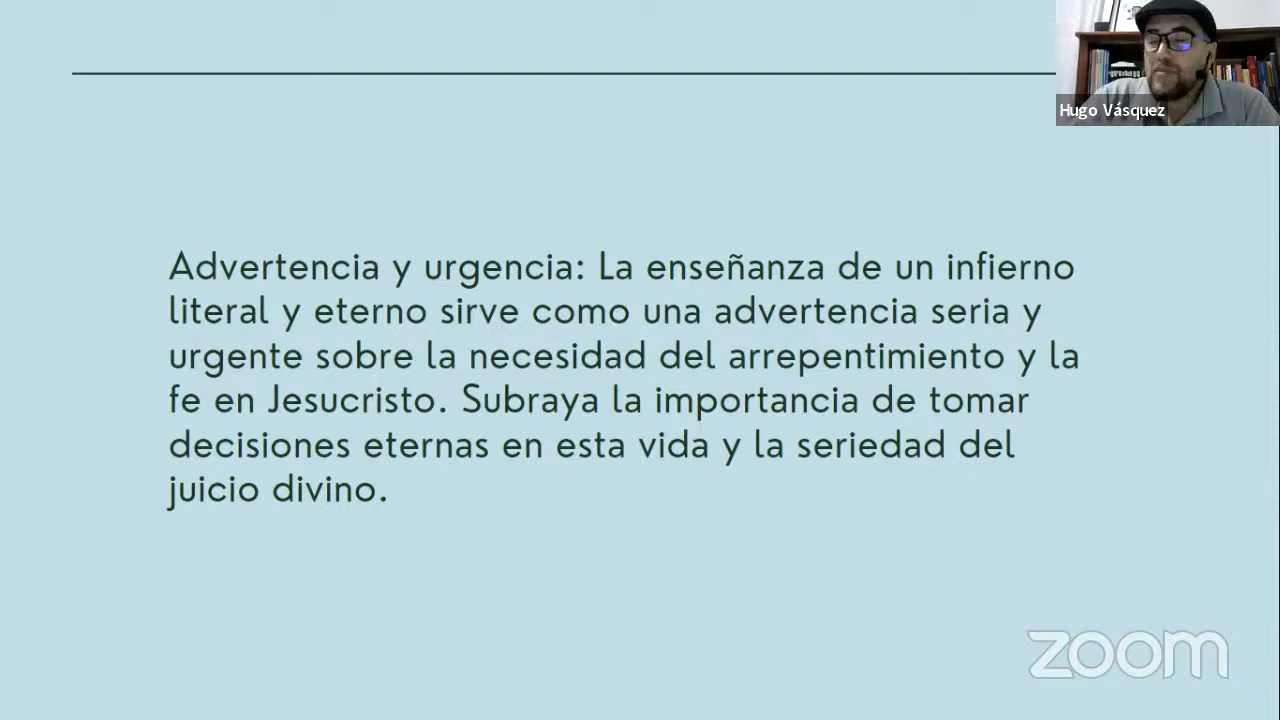 Hugo Vásquez
Advertencia y urgencia: La enseñanza de un infierno
literal y eterno sirve como una advertencia seria y
urgente sobre la necesidad del arrepentimiento y la
fe en Jesucristo. Subraya la importancia de tomar
decisiones eternas en esta vida y la seriedad del
juicio divino.
zoom